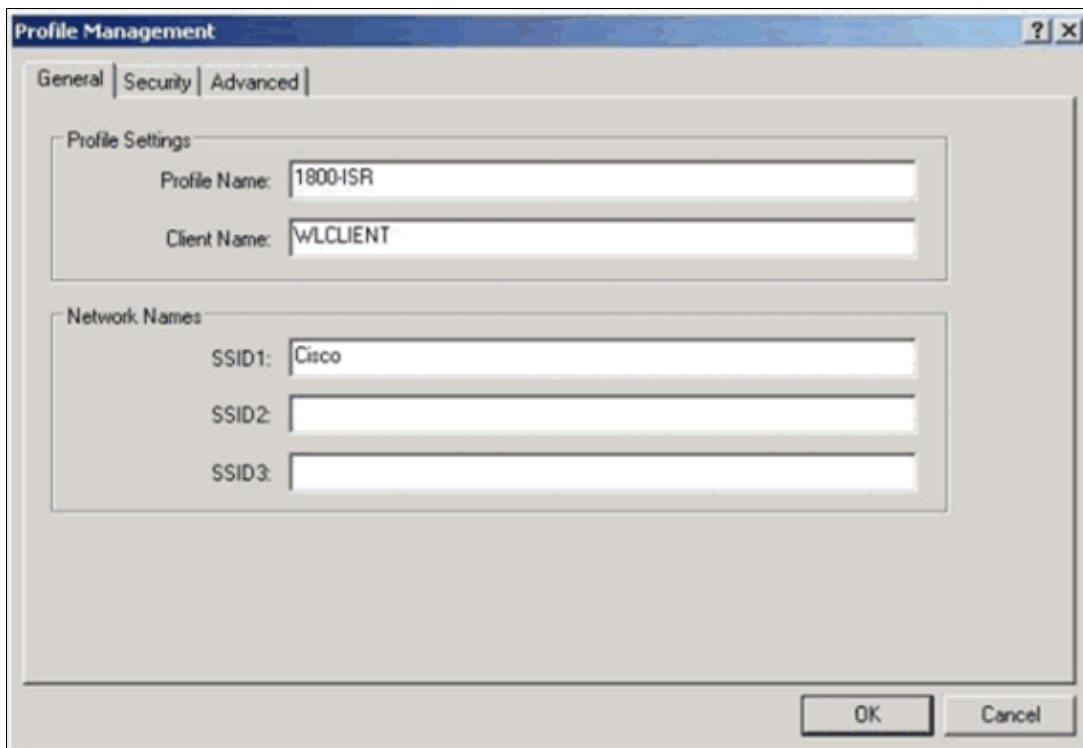 Profile Management
General Security Advanced
Profile Settings
Profile Name: 1800-ISR
Client Name: WLCLIENT
Network Names
SSID1: Cisco
SSID2:
SSID3:
OK Cancel